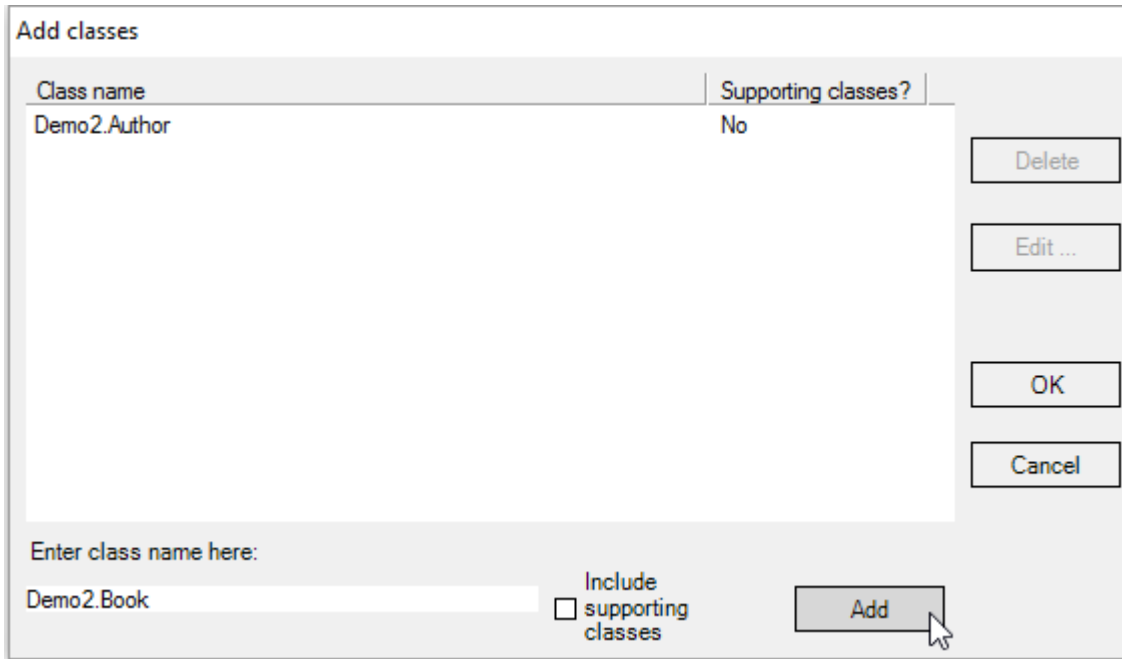 Add classes
Class name Supporting classes?
Demo2.Author No
Delete
Edit ...
OK
Cancel
Enter class name here:
Demo2.Book
Include
supporting
classes
Add